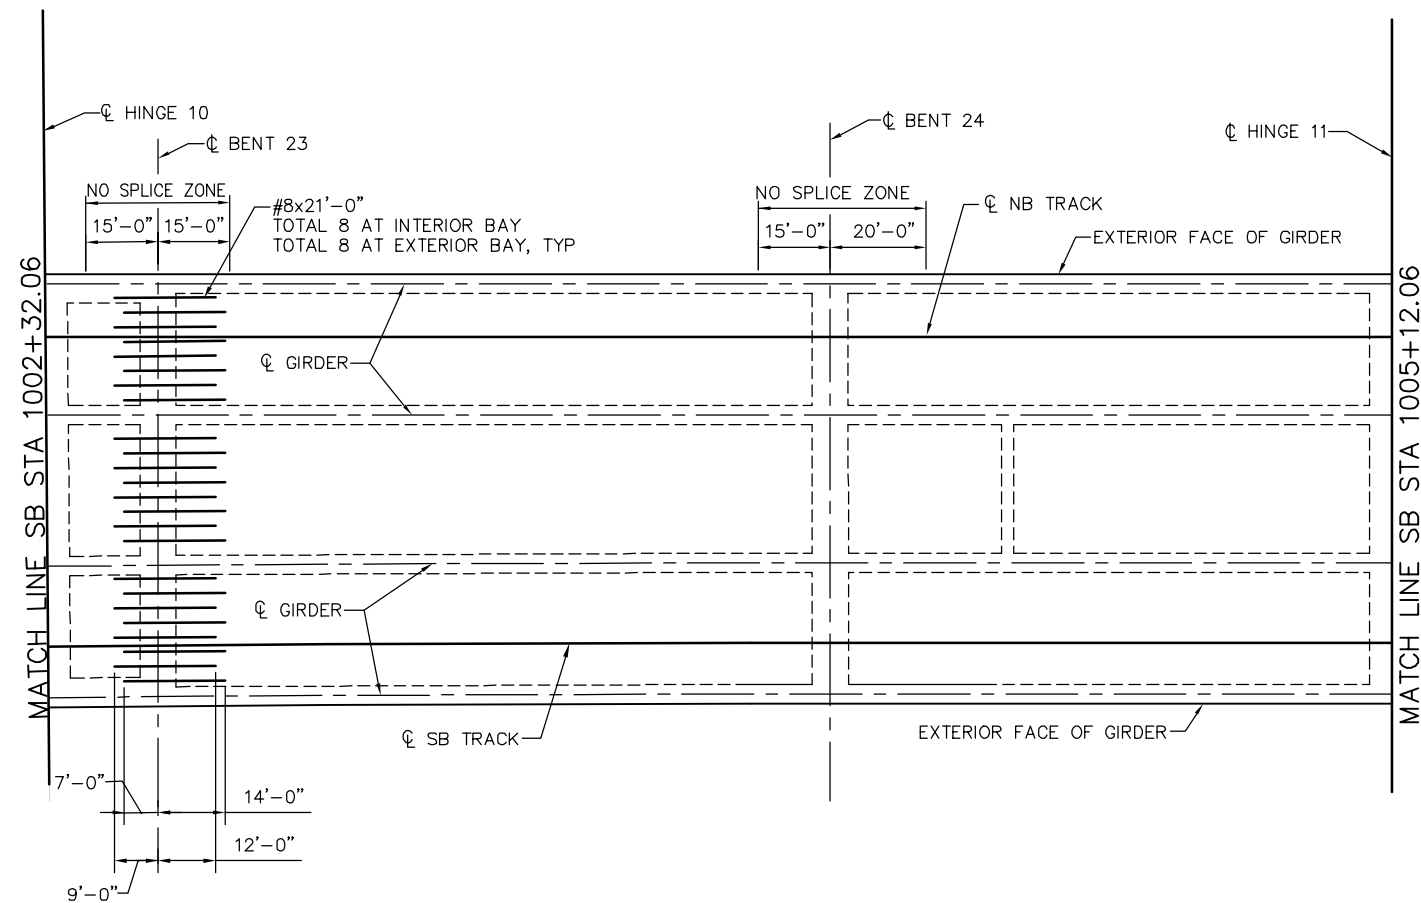 ℄ HINGE 10
℄ BENT 23
℄ BENT 24
℄ HINGE 11
NO SPLICE ZONE
15'-0" 15'-0"
#8x21'-0"
TOTAL 8 AT INTERIOR BAY
TOTAL 8 AT EXTERIOR BAY, TYP
NO SPLICE ZONE
15'-0" 20'-0"
℄ NB TRACK
EXTERIOR FACE OF GIRDER
MATCH LINE SB STA 1002+32.06
MATCH LINE SB STA 1005+12.06
℄ GIRDER
℄ GIRDER
℄ SB TRACK
EXTERIOR FACE OF GIRDER
7'-0"
14'-0"
12'-0"
9'-0"